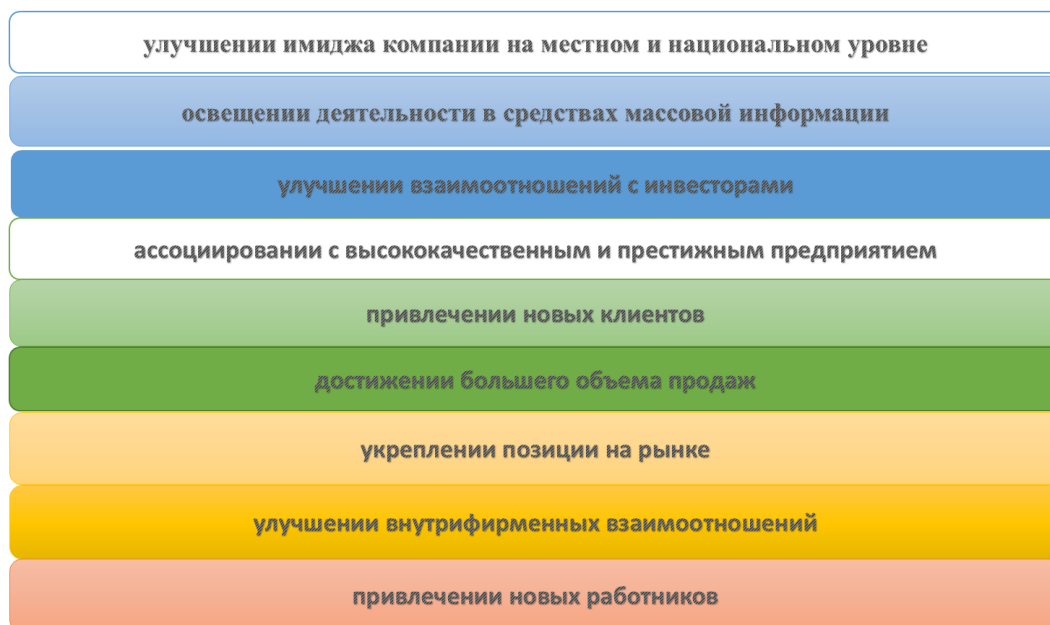 улучшении имиджа компании на местном и национальном уровне
освещении деятельности в средствах массовой информации
улучшении взаимоотношений с инвесторами
ассоциировании с высококачественным и престижным предприятием
привлечении новых клиентов
достижении большего объема продаж
укреплении позиции на рынке
улучшении внутрифирменных взаимоотношений
привлечении новых работников